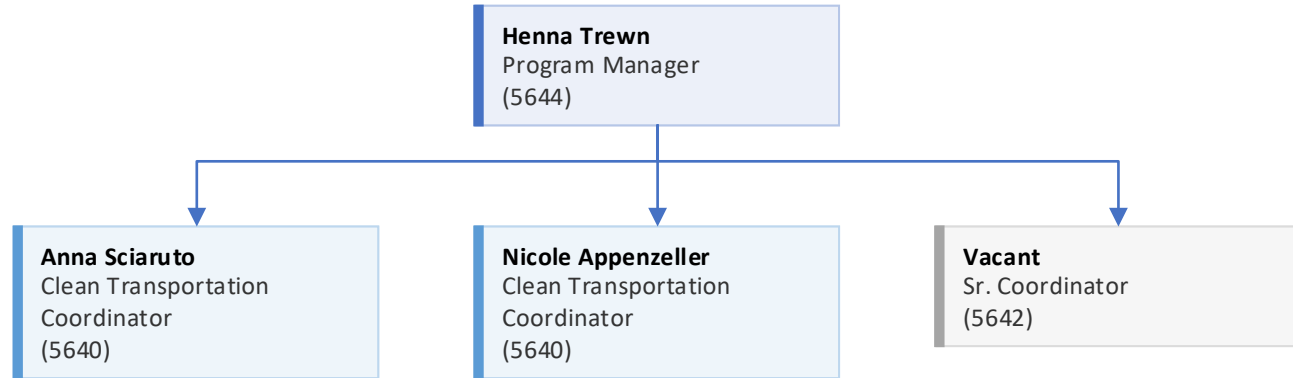 Henna Trewn
Program Manager
(5644)
Anna Sciaruto
Clean Transportation
Coordinator
(5640)
Nicole Appenzeller
Clean Transportation
Coordinator
(5640)
Vacant
Sr. Coordinator
(5642)